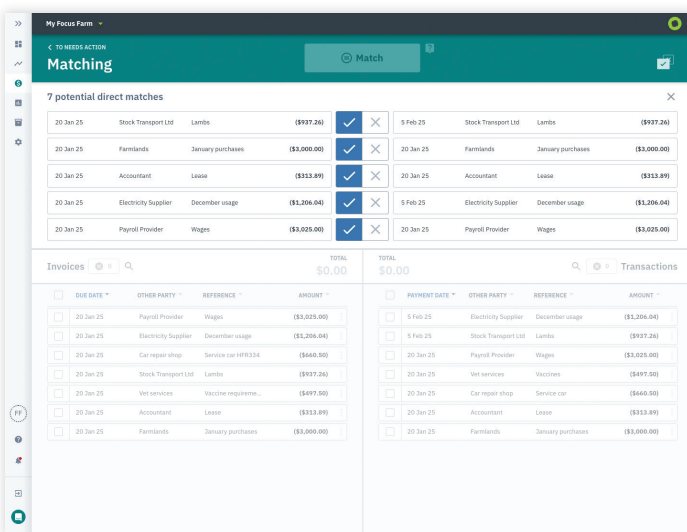 My Focus Farm
TO NEEDS ACTION
Matching
Match
7 potential direct matches
20 Jan 25 Stock Transport Ltd Lambs ($937.26) 5 Feb 25 Stock Transport Ltd Lambs ($937.26)
20 Jan 25 Farmlands January purchases ($3,000.00) 20 Jan 25 Farmlands January purchases ($3,000.00)
20 Jan 25 Accountant Lease ($313.89) 20 Jan 25 Accountant Lease ($313.89)
20 Jan 25 Electricity Supplier December usage ($1,206.04) 5 Feb 25 Electricity Supplier December usage ($1,206.04)
20 Jan 25 Payroll Provider Wages ($3,025.00) 20 Jan 25 Payroll Provider Wages ($3,025.00)
TOTAL TOTAL
Invoices 0 $0.00 $0.00 0 Transactions
DUE DATE OTHER PARTY REFERENCE AMOUNT PAYMENT DATE OTHER PARTY REFERENCE AMOUNT
20 Jan 25 Payroll Provider Wages ($3,025.00) 5 Feb 25 Electricity Supplier December usage ($1,206.04)
20 Jan 25 Electricity Supplier December usage ($1,206.04) 5 Feb 25 Stock Transport Ltd Lambs ($937.26)
20 Jan 25 Car repair shop Service car HFR334 ($660.50) 20 Jan 25 Payroll Provider Wages ($3,025.00)
20 Jan 25 Stock Transport Ltd Lambs ($937.26) 20 Jan 25 Vet services Vaccines ($497.50)
20 Jan 25 Vet services Vaccine requireme... ($497.50) 20 Jan 25 Car repair shop Service car ($660.50)
20 Jan 25 Accountant Lease ($313.89) 20 Jan 25 Accountant Lease ($313.89)
20 Jan 25 Farmlands January purchases ($3,000.00) 20 Jan 25 Farmlands January purchases ($3,000.00)
FF